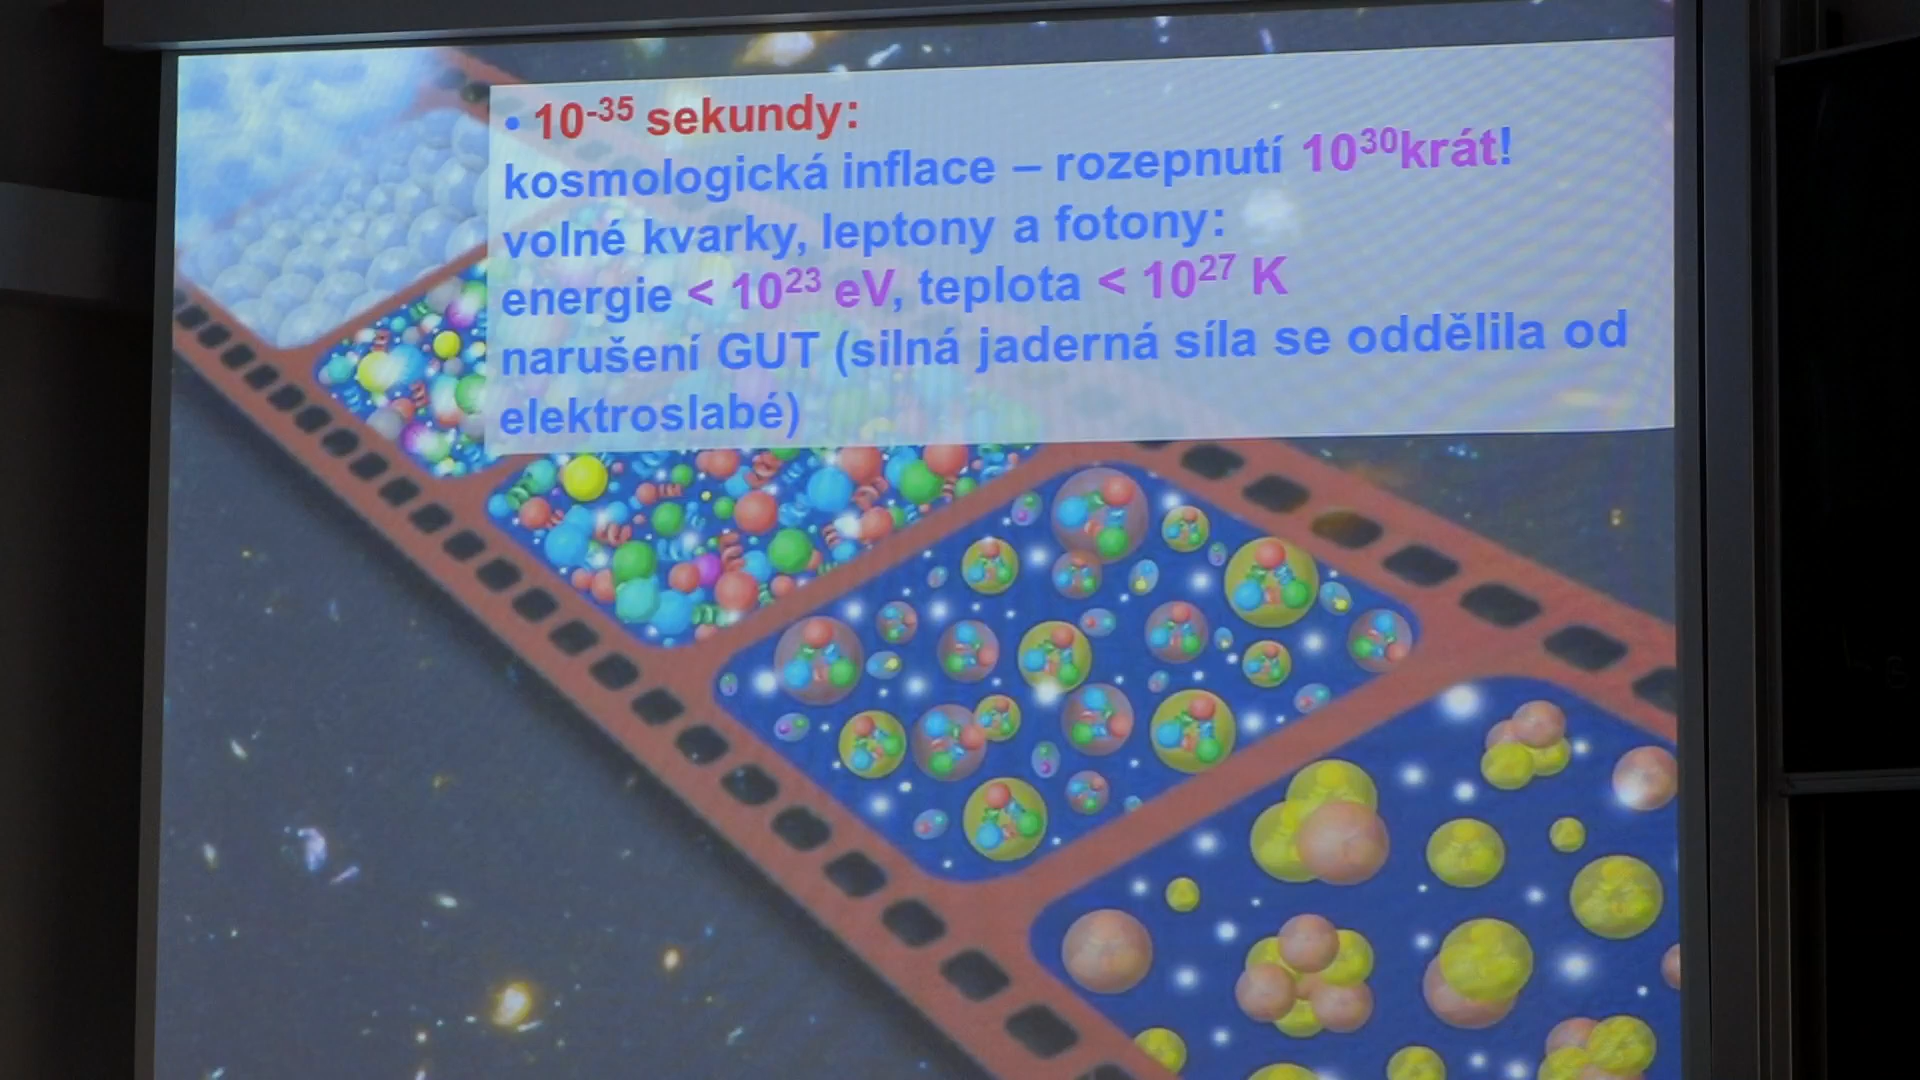 • 10⁻³⁵ sekundy:
kosmologická inflace – rozepnutí 10³⁰krát!
volné kvarky, leptony a fotony:
energie < 10²³ eV, teplota < 10²⁷ K
narušení GUT (silná jaderná síla se oddělila od
elektroslabé)